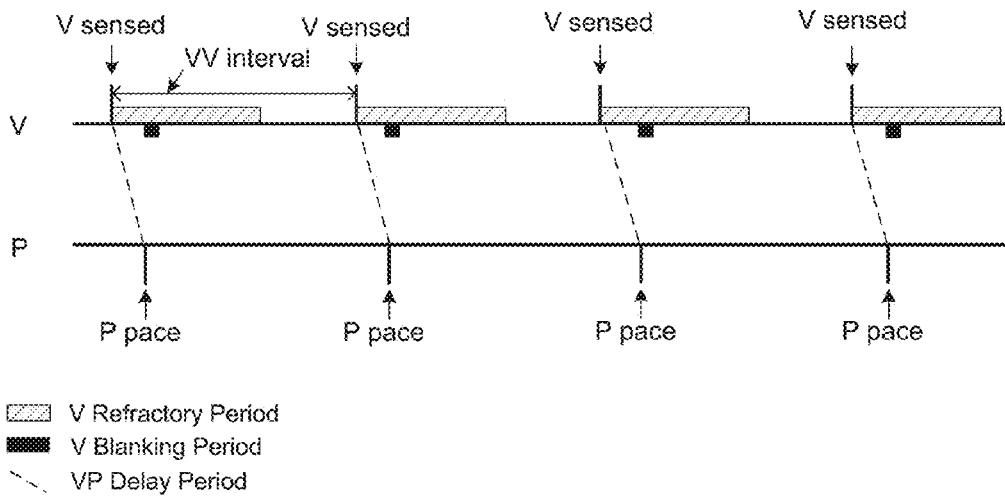 V sensed V sensed V sensed V sensed
VV interval
V
P
P pace P pace P pace P pace
V Refractory Period
V Blanking Period
VP Delay Period